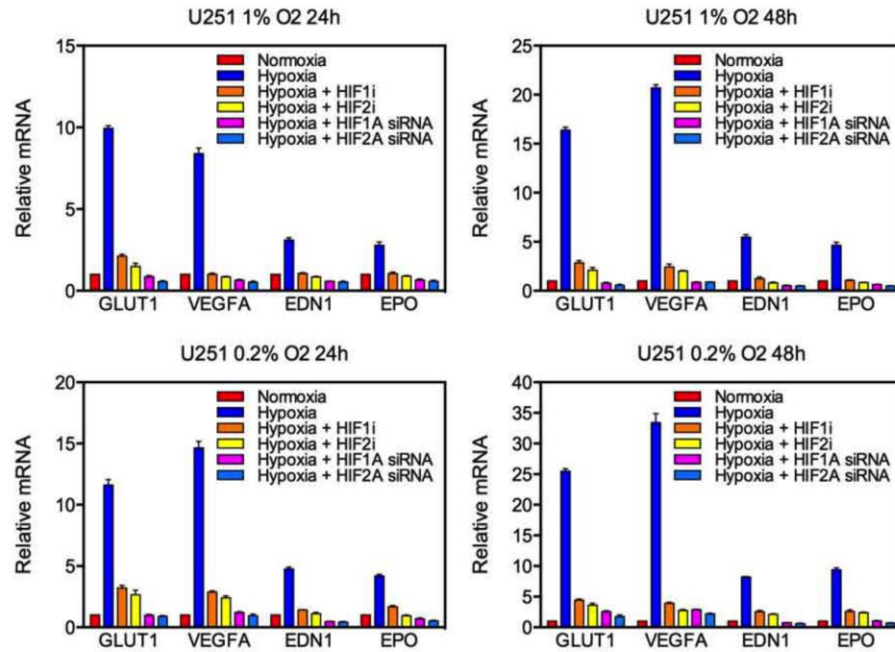 U251 1% O2 24h
Relative mRNA
15
10
5
0
Normoxia
Hypoxia
Hypoxia + HIF1i
Hypoxia + HIF2i
Hypoxia + HIF1A siRNA
Hypoxia + HIF2A siRNA
GLUT1 VEGFA EDN1 EPO
U251 1% O2 48h
Relative mRNA
25
20
15
10
5
0
Normoxia
Hypoxia
Hypoxia + HIF1i
Hypoxia + HIF2i
Hypoxia + HIF1A siRNA
Hypoxia + HIF2A siRNA
GLUT1 VEGFA EDN1 EPO
U251 0.2% O2 24h
Relative mRNA
20
15
10
5
0
Normoxia
Hypoxia
Hypoxia + HIF1i
Hypoxia + HIF2i
Hypoxia + HIF1A siRNA
Hypoxia + HIF2A siRNA
GLUT1 VEGFA EDN1 EPO
U251 0.2% O2 48h
Relative mRNA
40
35
30
25
20
15
10
5
0
Normoxia
Hypoxia
Hypoxia + HIF1i
Hypoxia + HIF2i
Hypoxia + HIF1A siRNA
Hypoxia + HIF2A siRNA
GLUT1 VEGFA EDN1 EPO